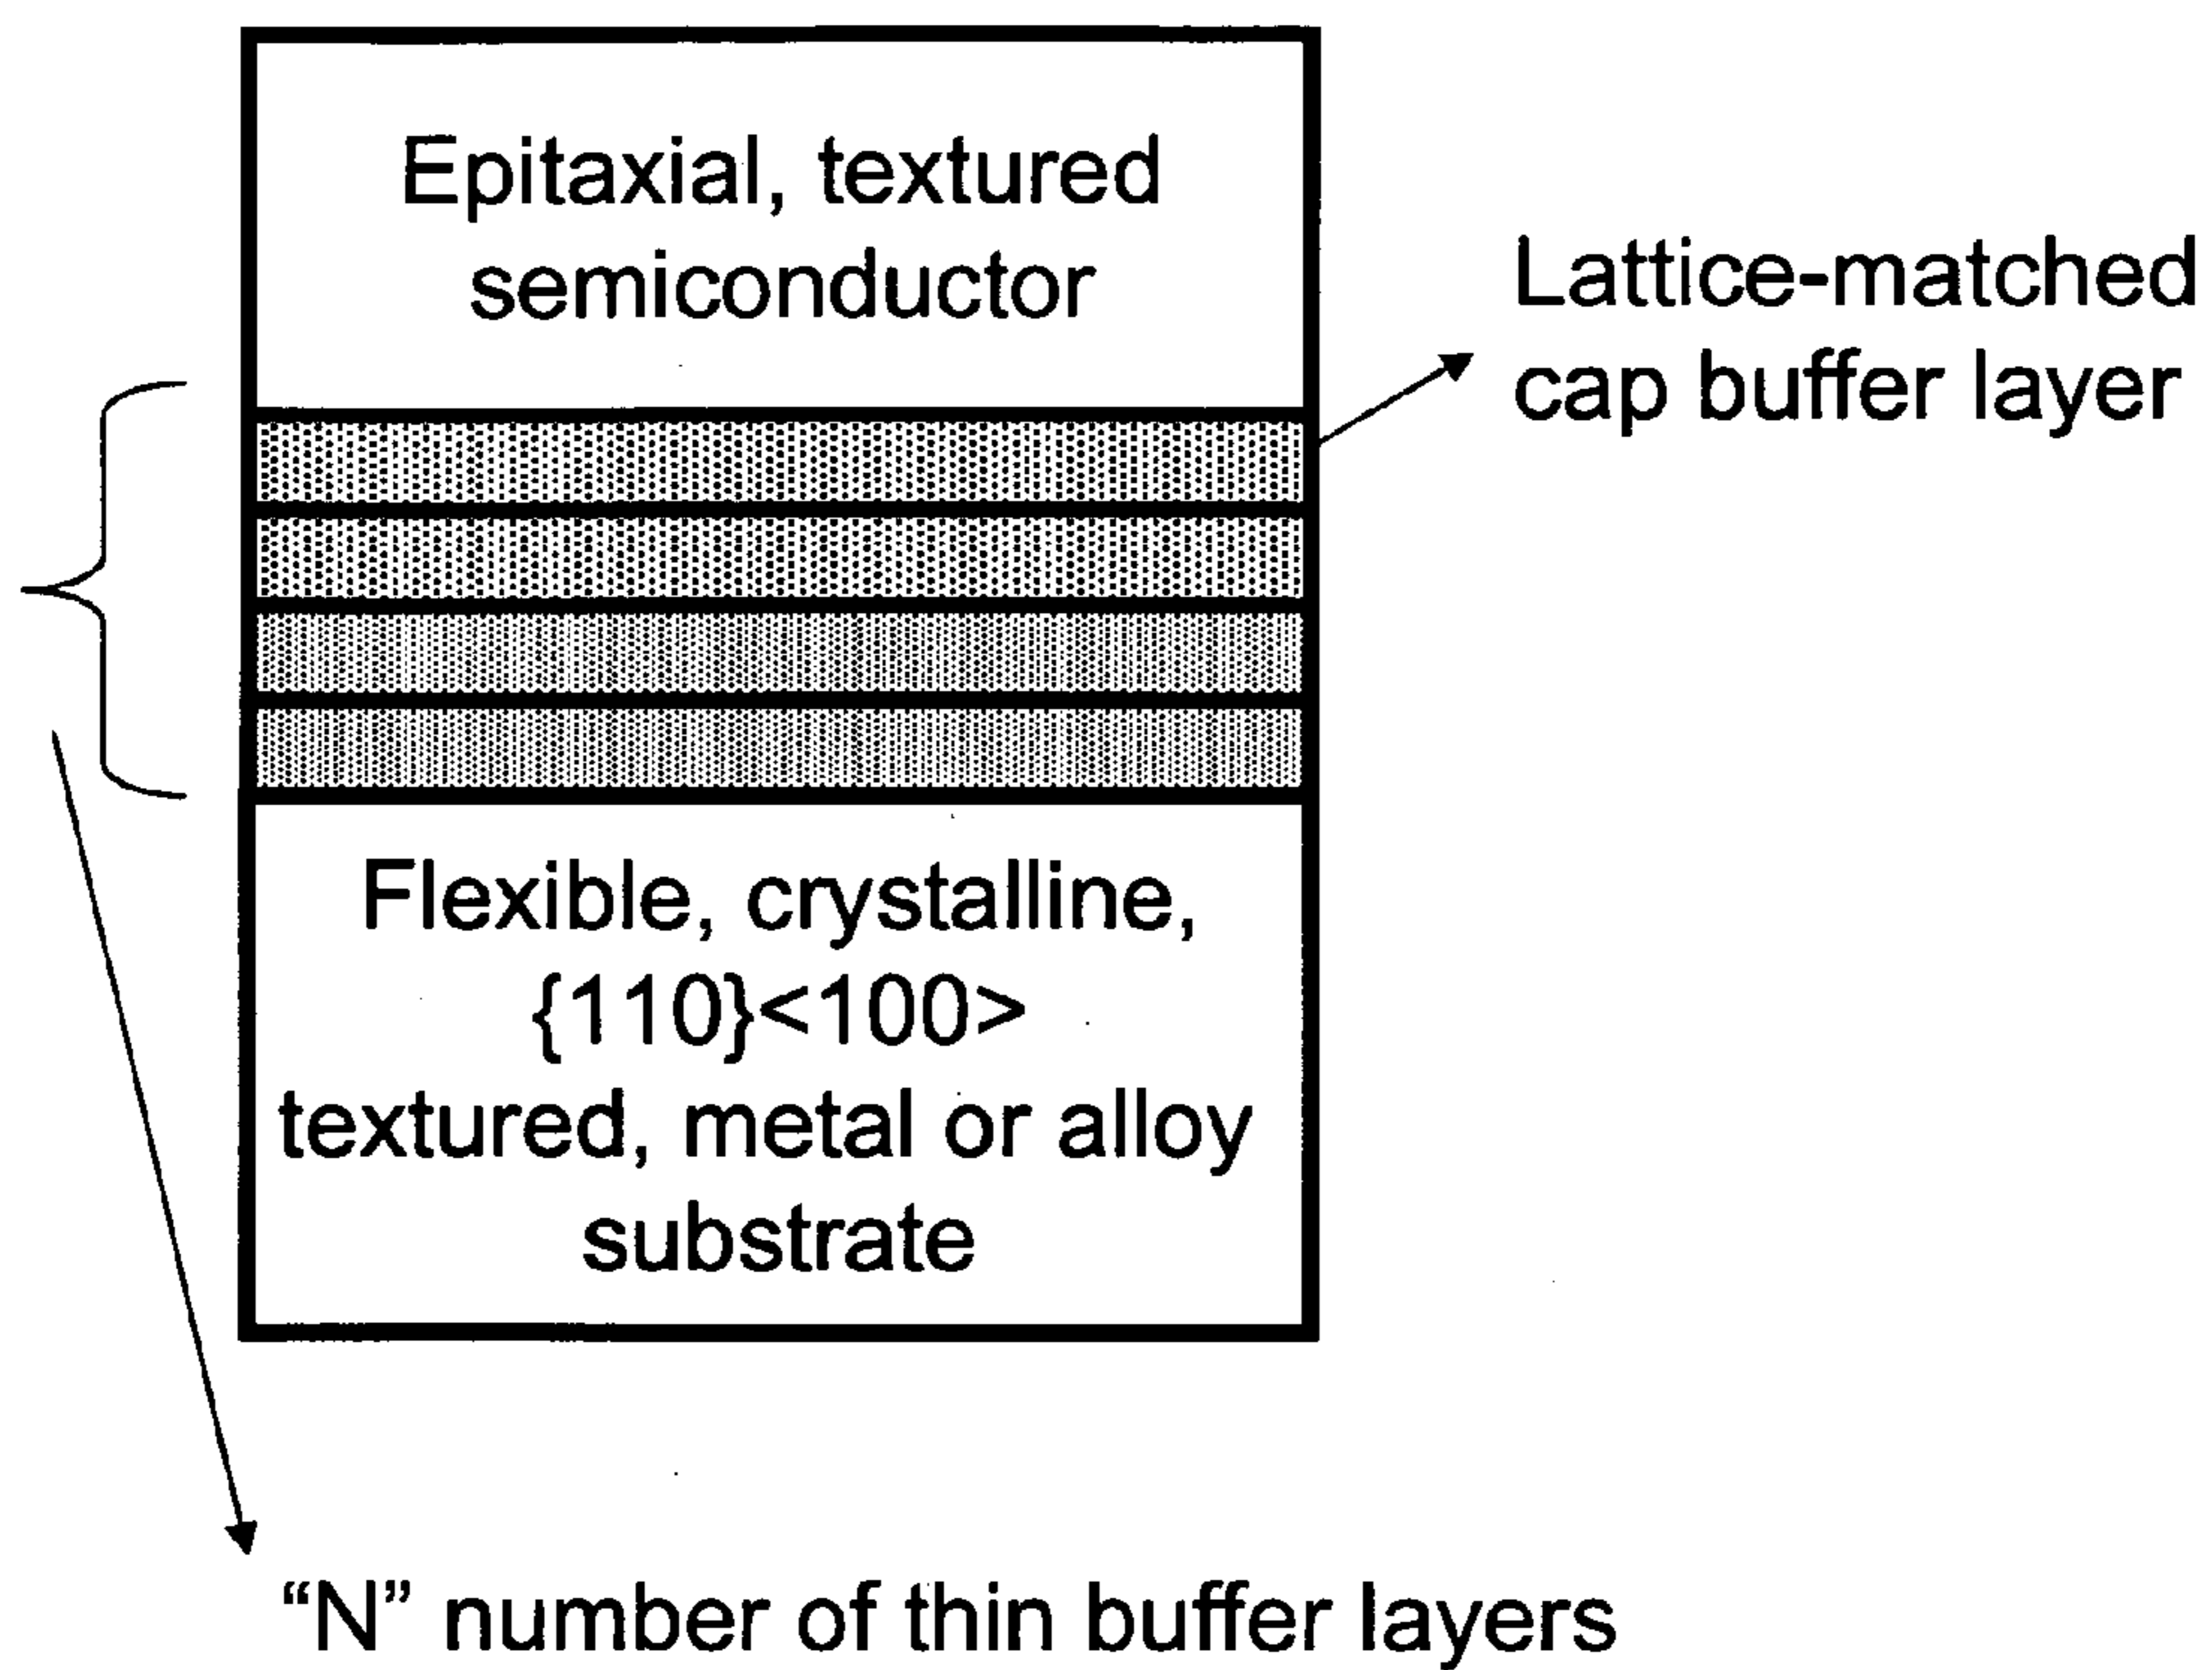 Epitaxial, textured
semiconductor
Lattice-matched
cap buffer layer
Flexible, crystalline,
{110}<100>
textured, metal or alloy
substrate
“N” number of thin buffer layers